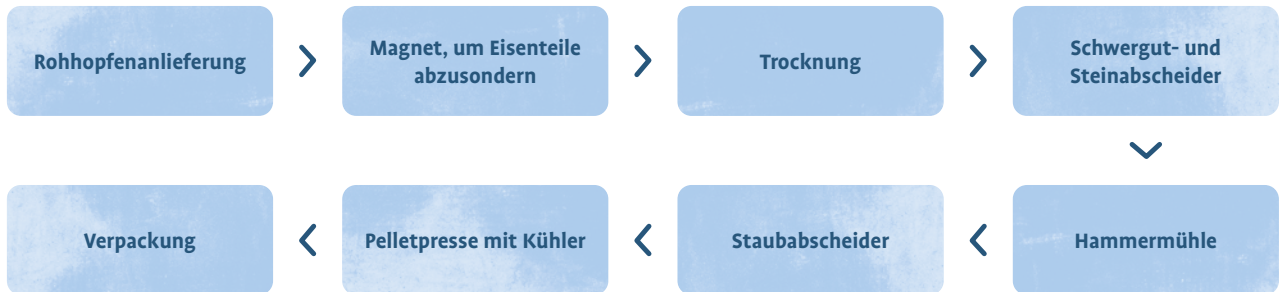 Rohhopfenanlieferung
Magnet, um Eisenteile
abzusondern
Trocknung
Schwergut- und
Steinabscheider
Hammermühle
Staubabscheider
Pelletpresse mit Kühler
Verpackung